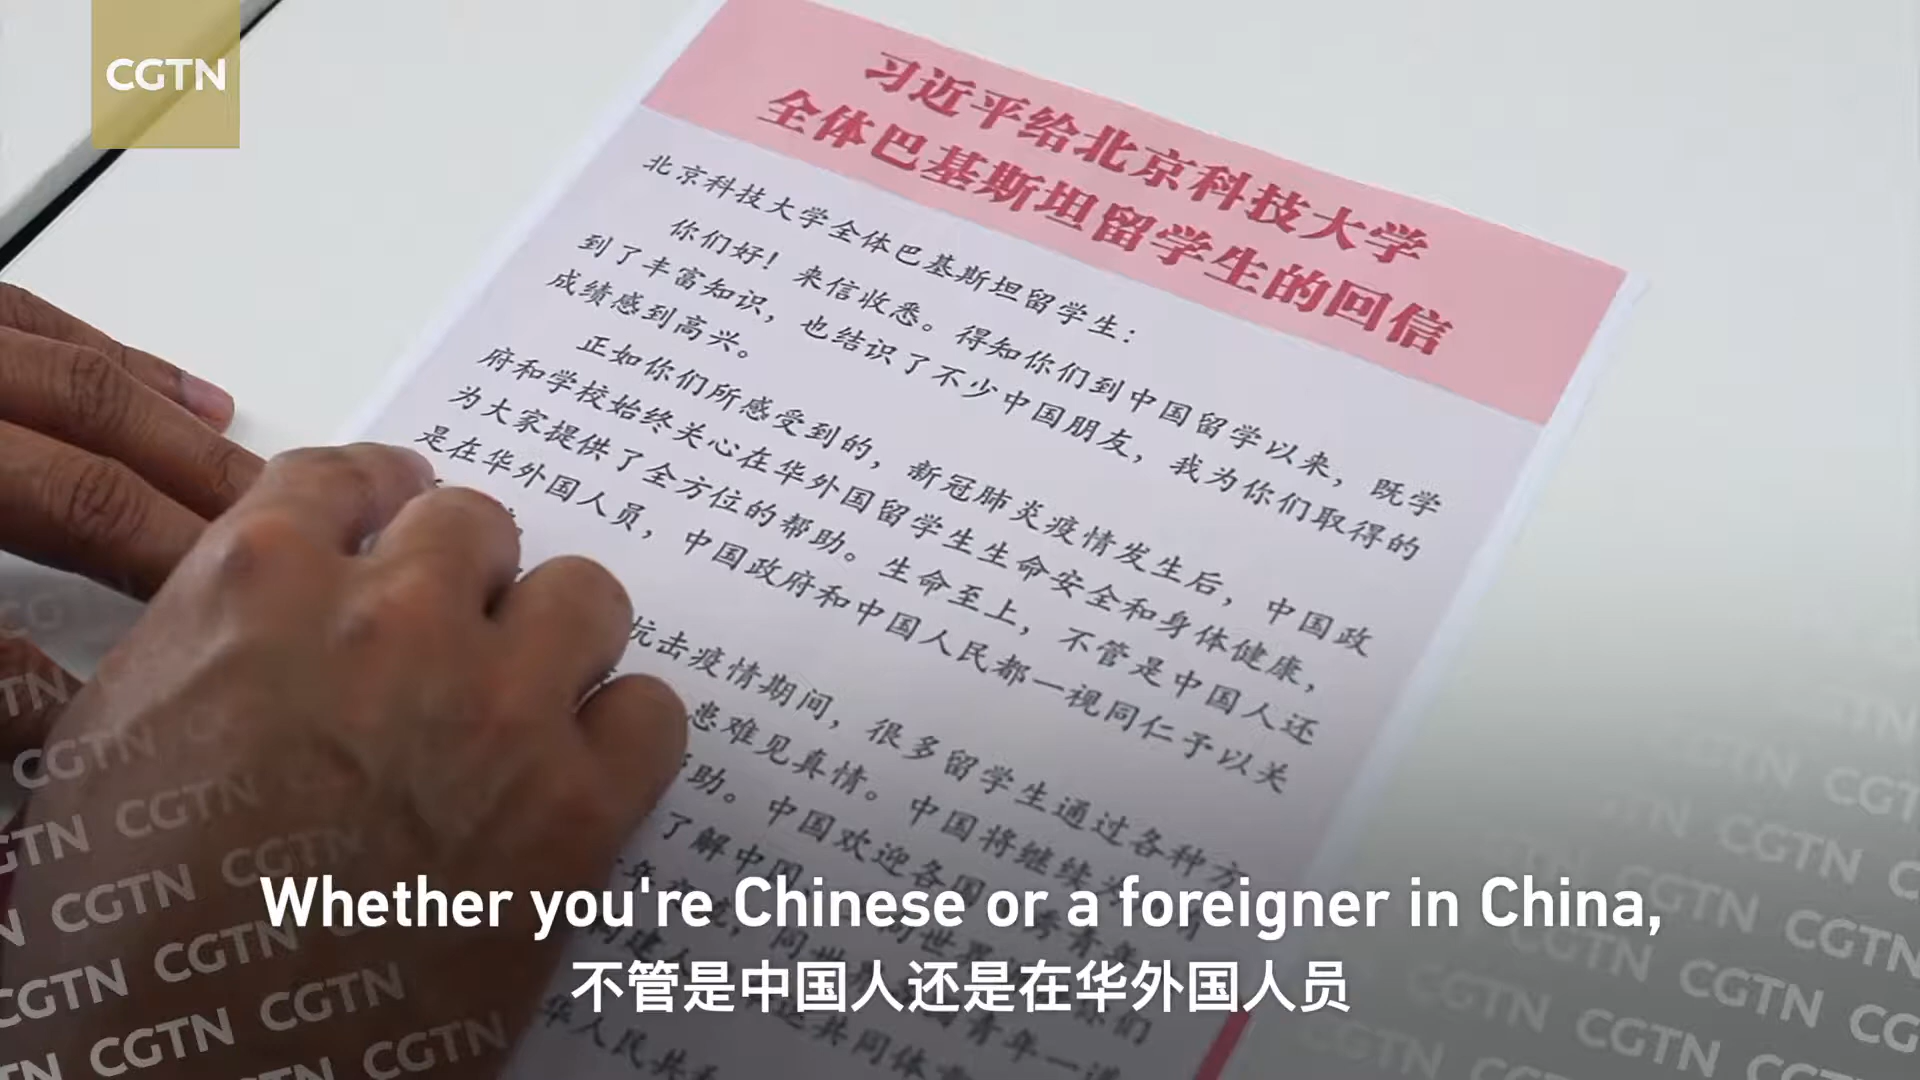 CGTN
习近平给北京科技大学
全体巴基斯坦留学生的回信
北京科技大学全体巴基斯坦留学生：
你们好！来信收悉。得知你们到中国留学以来，既学
到了丰富知识，也结识了不少中国朋友，我为你们取得的
成绩感到高兴。
正如你们所感受到的，新冠肺炎疫情发生后，中国政
府和学校始终关心在华外国留学生生命安全和身体健康，
为大家提供了全方位的帮助。生命至上，不管是中国人还
是在华外国人员，中国政府和中国人民都一视同仁予以关
抗击疫情期间，很多留学生通过各种方
患难见真情。中国将继续为
助。中国欢迎各国优秀青年
了解中国
Whether you're Chinese or a foreigner in China,
不管是中国人还是在华外国人员